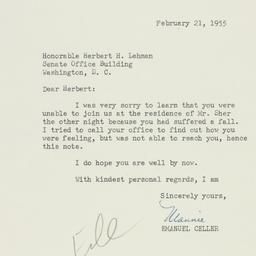 February 21, 1955
Honorable Herbert H. Lehman
Senate Office Building
Washington, D. C.
Dear Herbert:
I was very sorry to learn that you were
unable to join us at the residence of Mr. Sher
the other night because you had suffered a fall.
I tried to call your office to find out how you
were feeling, but was not able to reach you, hence
this note.
I do hope you are well by now.
With kindest personal regards, I am
Sincerely yours,
Mannie
EMANUEL CELLER
File